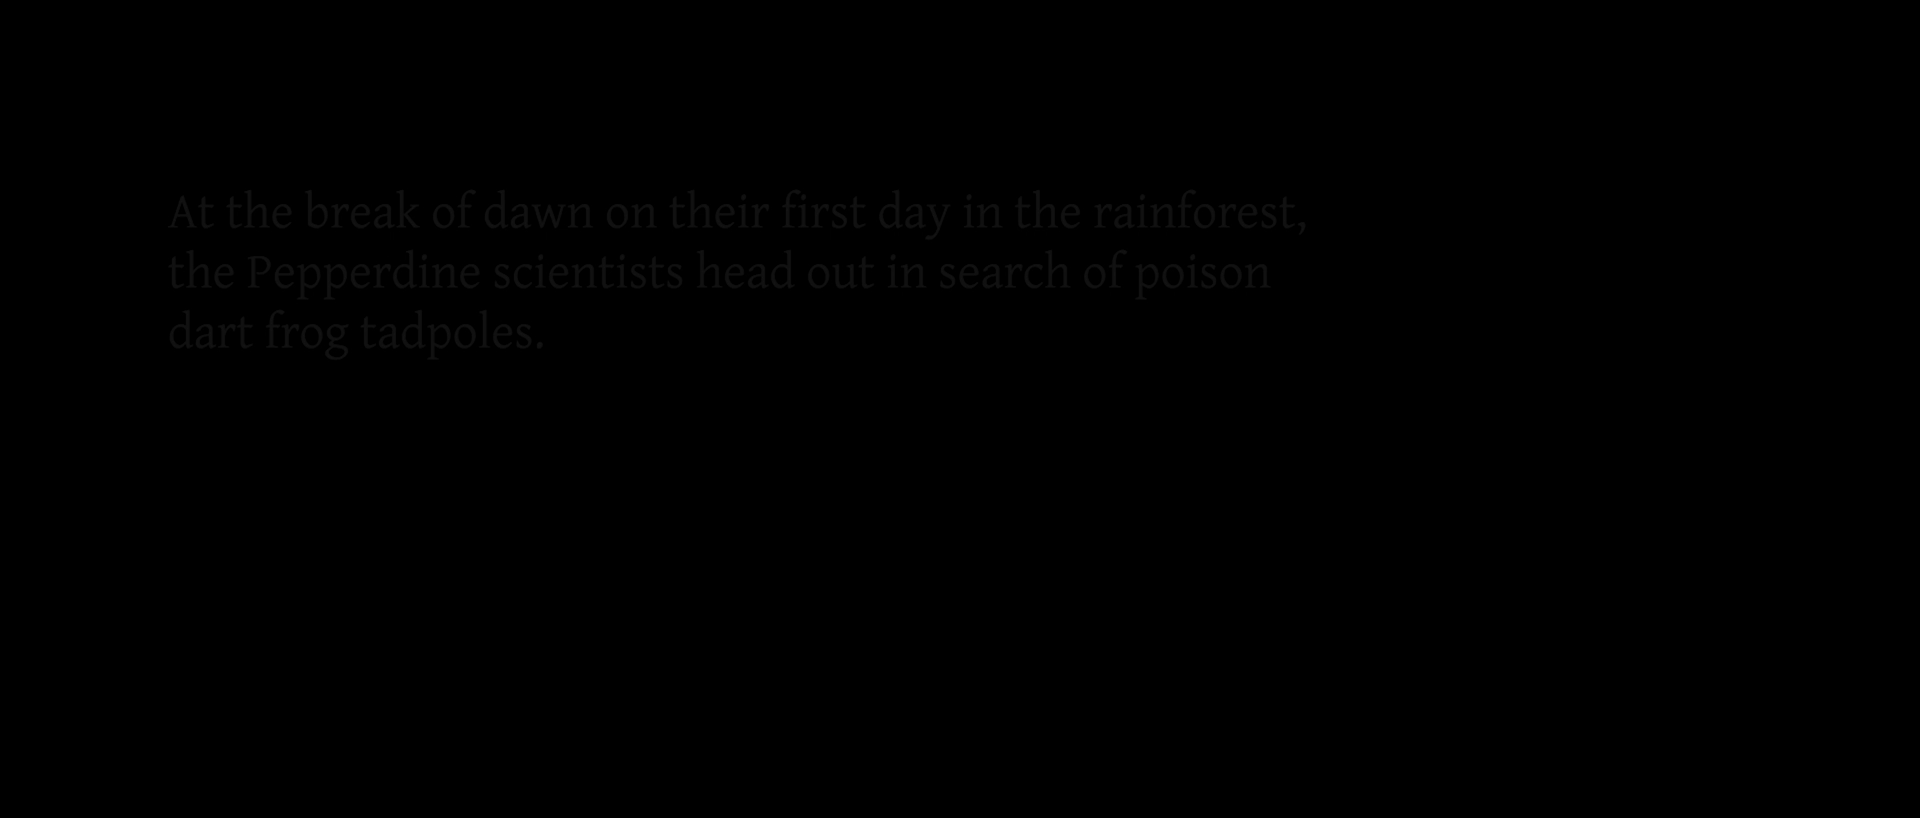 At the break of dawn on their first day in the rainforest,
the Pepperdine scientists head out in search of poison
dart frog tadpoles.